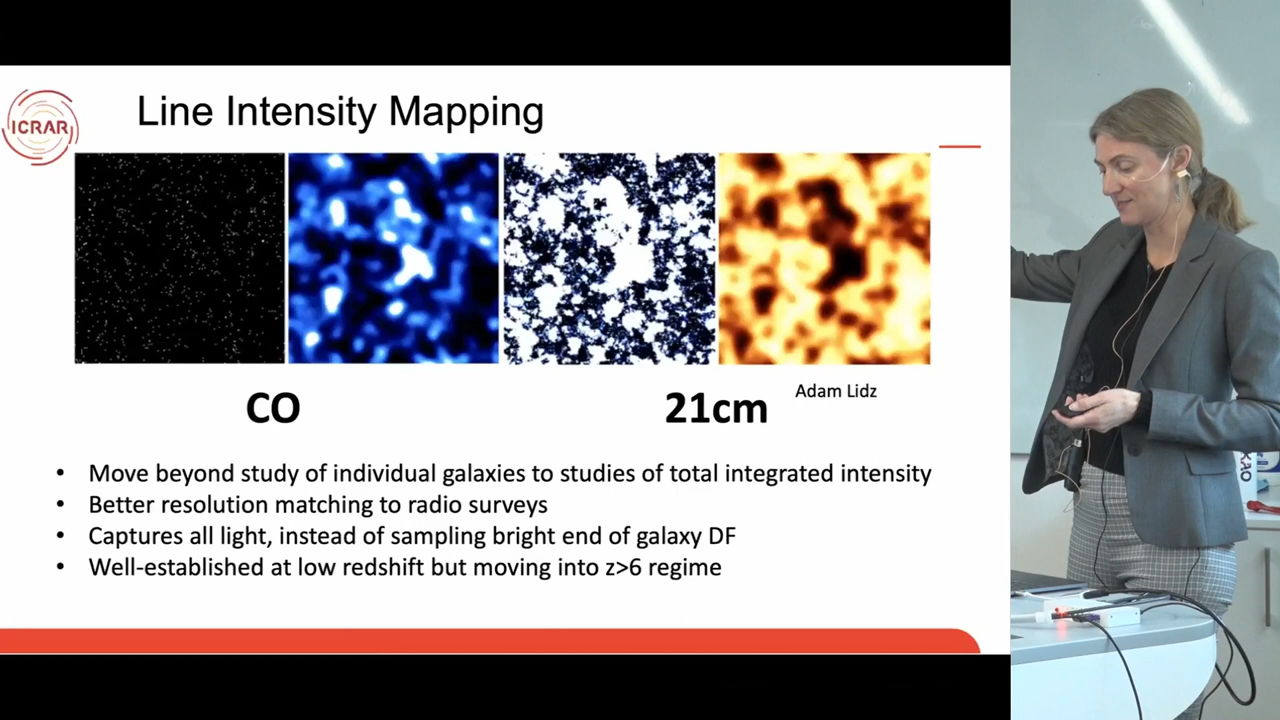 ICRAR
Line Intensity Mapping
Adam Lidz
CO
21cm
• Move beyond study of individual galaxies to studies of total integrated intensity
• Better resolution matching to radio surveys
• Captures all light, instead of sampling bright end of galaxy DF
• Well-established at low redshift but moving into z>6 regime